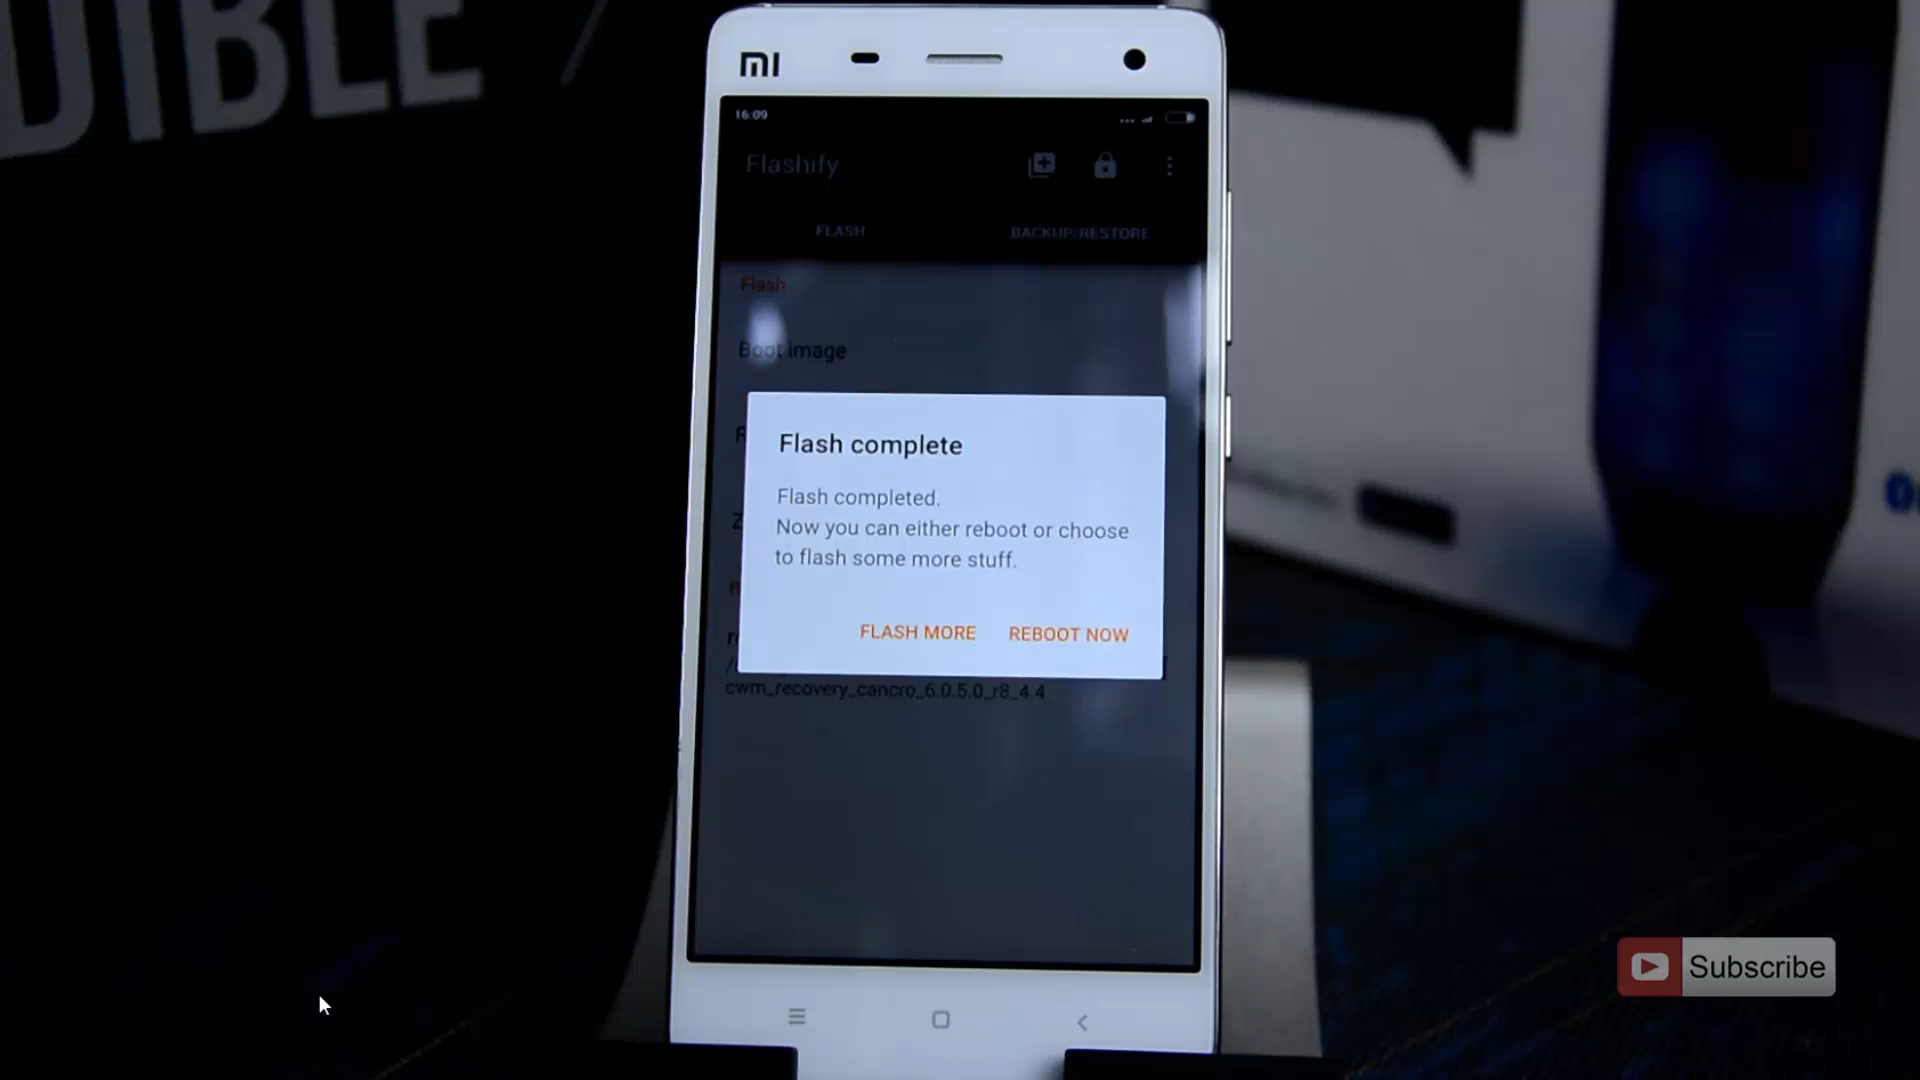 DIBLE /
MI
16:09
Flashify
FLASH
BACKUP/RESTORE
Flash
Boot image
Flash complete
Flash completed.
Now you can either reboot or choose
to flash some more stuff.
FLASH MORE
REBOOT NOW
cwm_recovery_cancro_6.0.5.0_r8_4.4
Subscribe